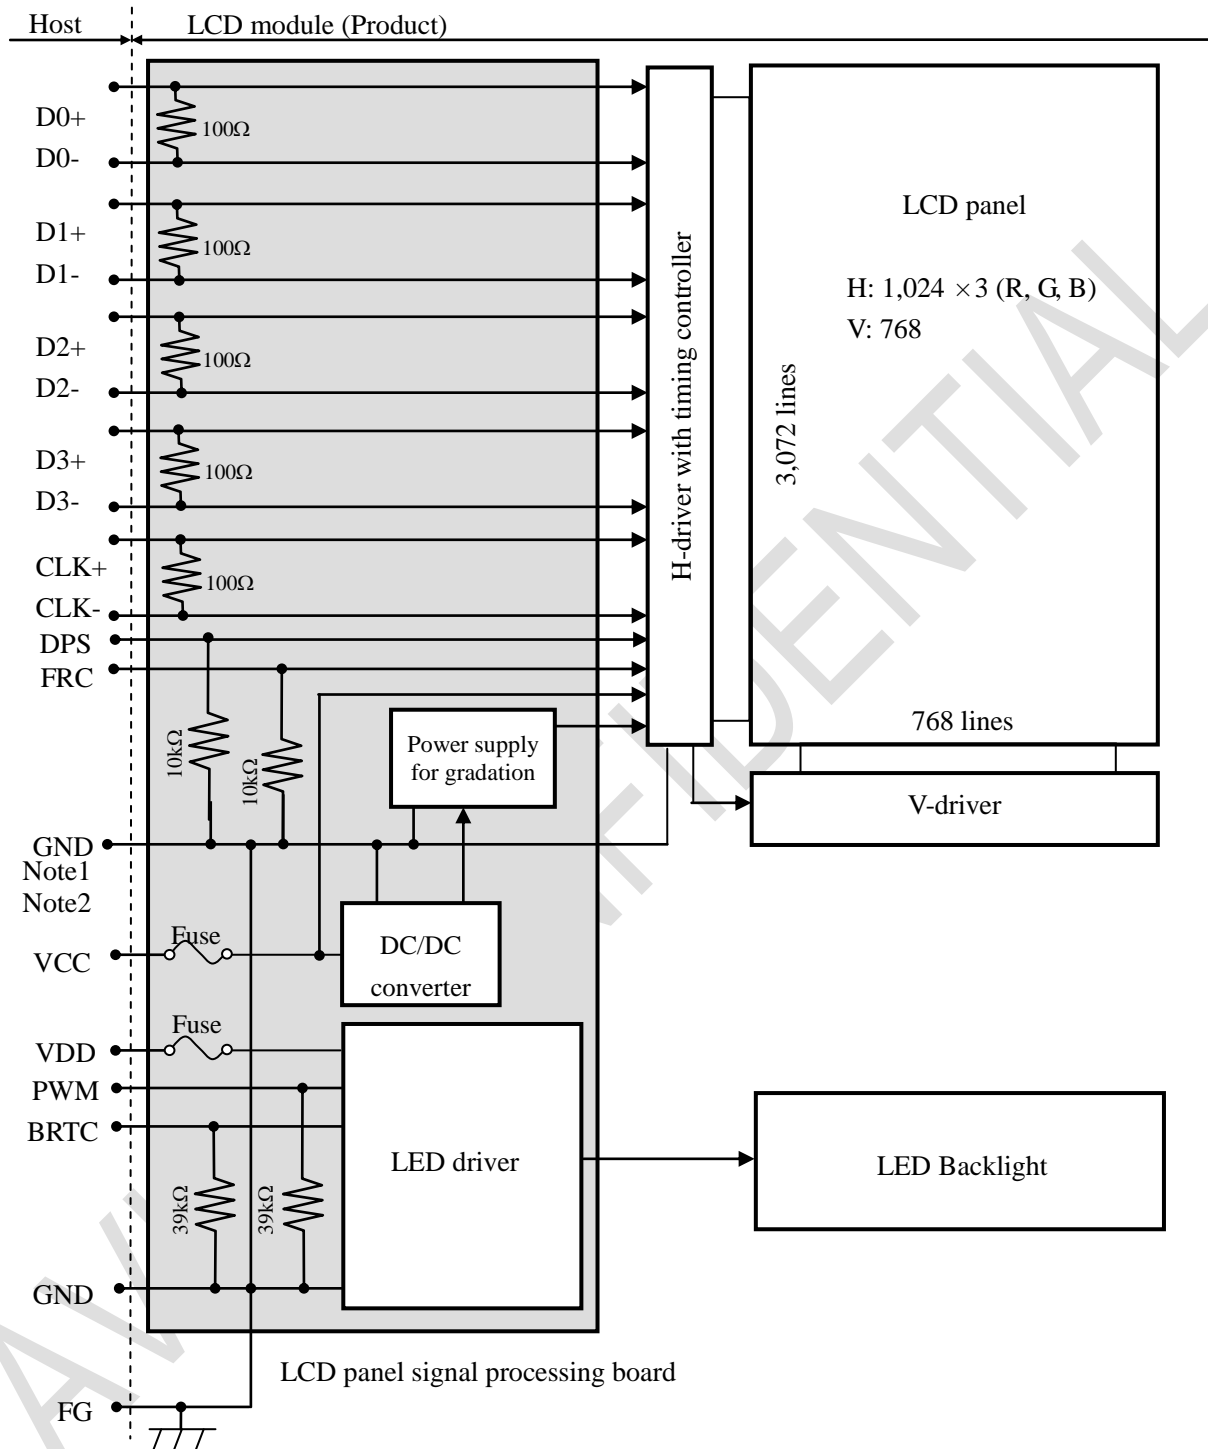 Host
LCD module (Product)
D0+
D0-
100Ω
D1+
D1-
100Ω
D2+
D2-
100Ω
D3+
D3-
100Ω
CLK+
CLK-
100Ω
DPS
FRC
10kΩ
10kΩ
Power supply
for gradation
H-driver with timing controller
LCD panel
H: 1,024 ×3 (R, G, B)
V: 768
3,072 lines
768 lines
V-driver
GND
Note1
Note2
VCC
Fuse
DC/DC
converter
VDD
Fuse
PWM
BRTC
39kΩ
39kΩ
LED driver
LED Backlight
GND
LCD panel signal processing board
FG